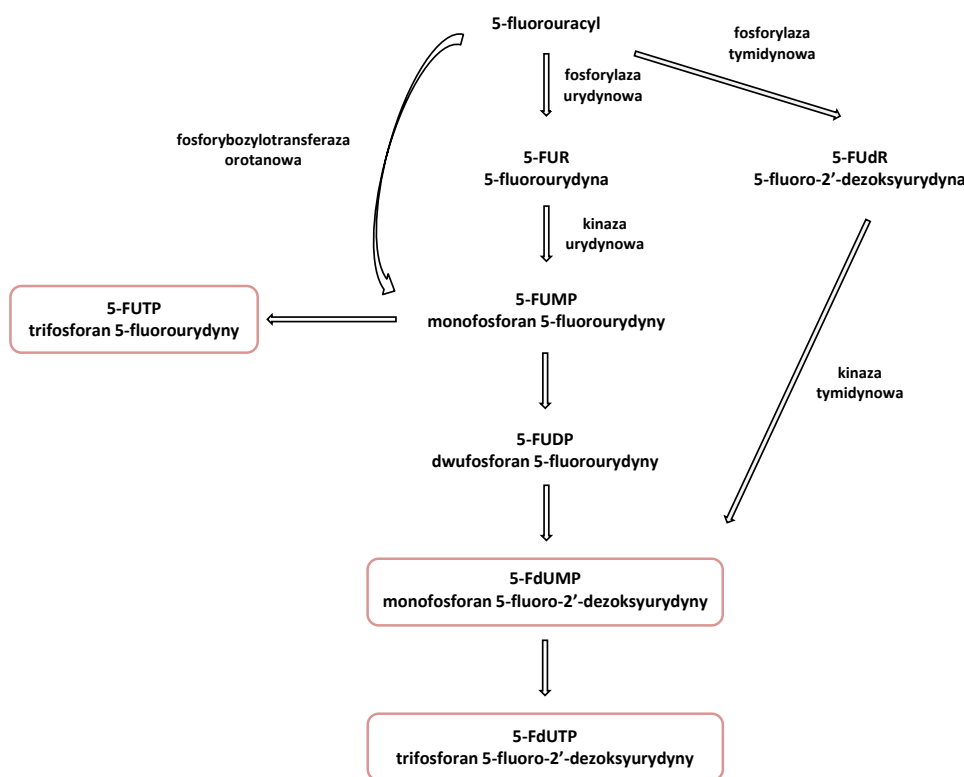 5-fluorouracyl
fosforylaza
tymidynowa
fosforylaza
urydynowa
fosforybozylotransferaza
orotanowa
5-FUR
5-fluorourydyna
5-FUdR
5-fluoro-2’-dezoksyurydyna
kinaza
urydynowa
5-FUTP
trifosforan 5-fluorourydyny
5-FUMP
monofosforan 5-fluorourydyny
kinaza
tymidynowa
5-FUDP
dwufosforan 5-fluorourydyny
5-FdUMP
monofosforan 5-fluoro-2’-dezoksyurydyny
5-FdUTP
trifosforan 5-fluoro-2’-dezoksyurydyny